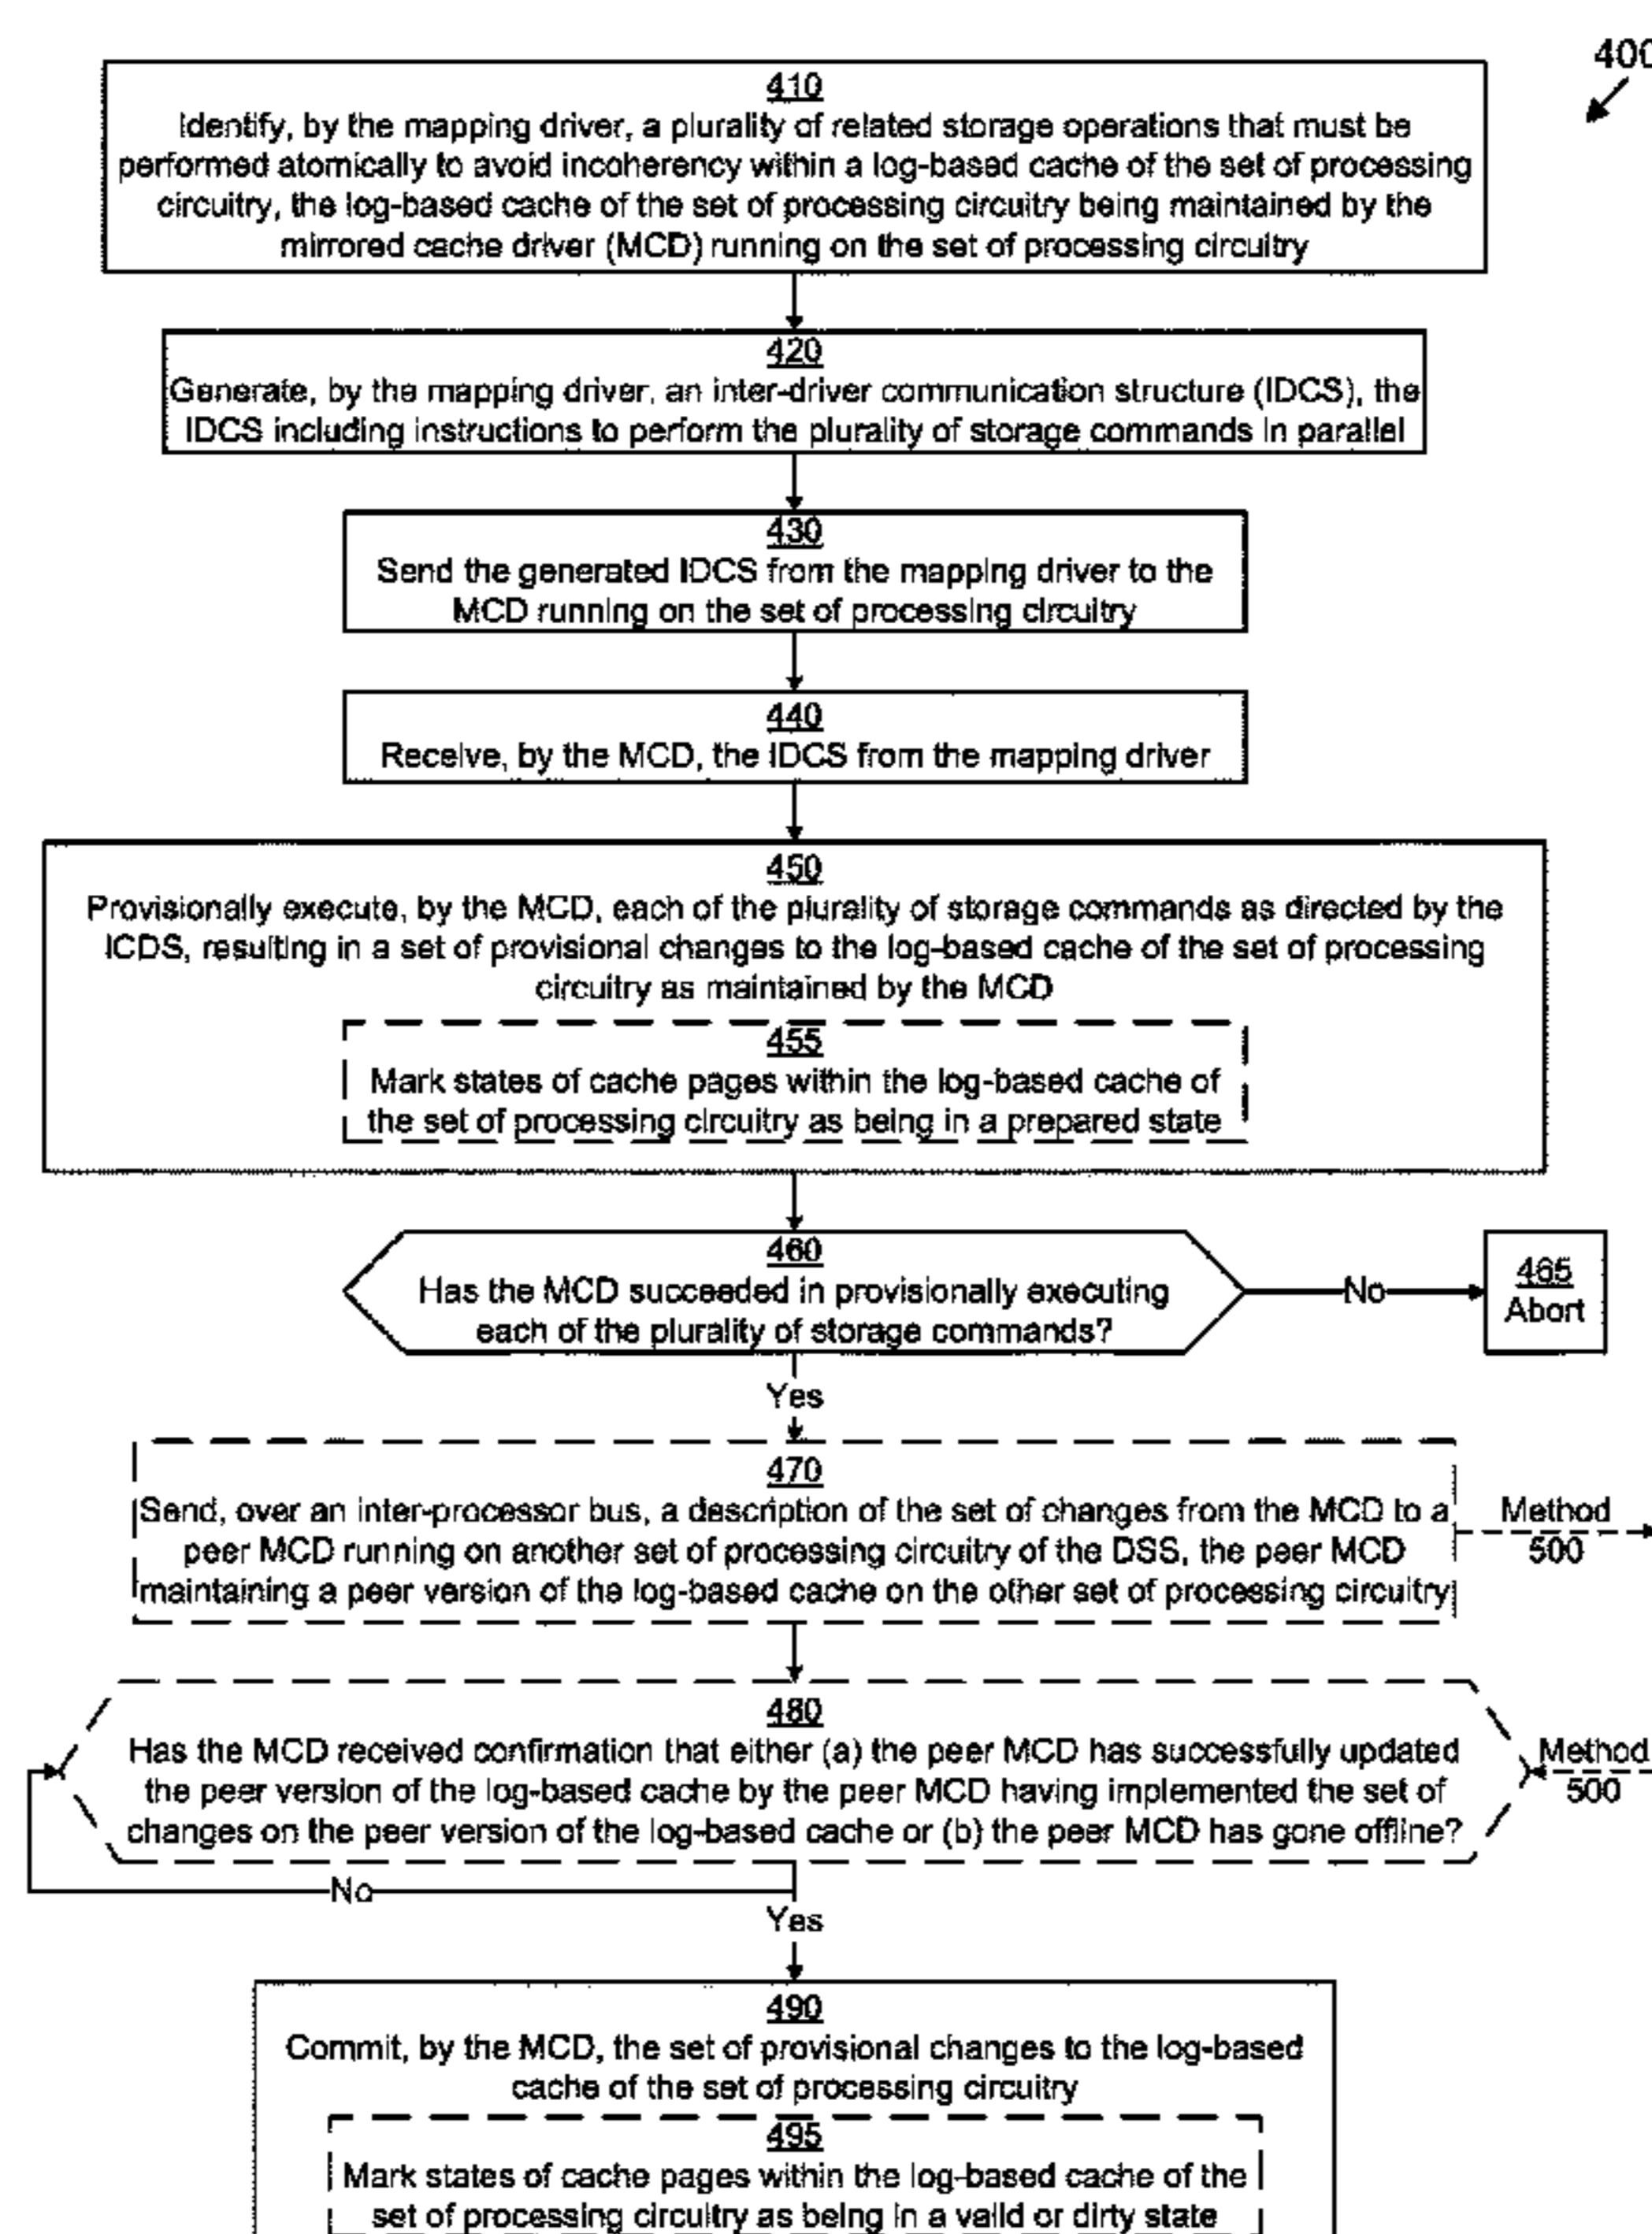 400
410
Identify, by the mapping driver, a plurality of related storage operations that must be
performed atomically to avoid incoherency within a log-based cache of the set of processing
circuitry, the log-based cache of the set of processing circuitry being maintained by the
mirrored cache driver (MCD) running on the set of processing circuitry
420
Generate, by the mapping driver, an inter-driver communication structure (IDCS), the
IDCS including instructions to perform the plurality of storage commands in parallel
430
Send the generated IDCS from the mapping driver to the
MCD running on the set of processing circuitry
440
Receive, by the MCD, the IDCS from the mapping driver
450
Provisionally execute, by the MCD, each of the plurality of storage commands as directed by the
ICDS, resulting in a set of provisional changes to the log-based cache of the set of processing
circuitry as maintained by the MCD
455
Mark states of cache pages within the log-based cache of
the set of processing circuitry as being in a prepared state
460
Has the MCD succeeded in provisionally executing
each of the plurality of storage commands?
No
465
Abort
Yes
470
Send, over an inter-processor bus, a description of the set of changes from the MCD to a
peer MCD running on another set of processing circuitry of the DSS, the peer MCD
maintaining a peer version of the log-based cache on the other set of processing circuitry
Method
500
480
Has the MCD received confirmation that either (a) the peer MCD has successfully updated
the peer version of the log-based cache by the peer MCD having implemented the set of
changes on the peer version of the log-based cache or (b) the peer MCD has gone offline?
Method
500
No
Yes
490
Commit, by the MCD, the set of provisional changes to the log-based
cache of the set of processing circuitry
495
Mark states of cache pages within the log-based cache of the
set of processing circuitry as being in a valid or dirty state